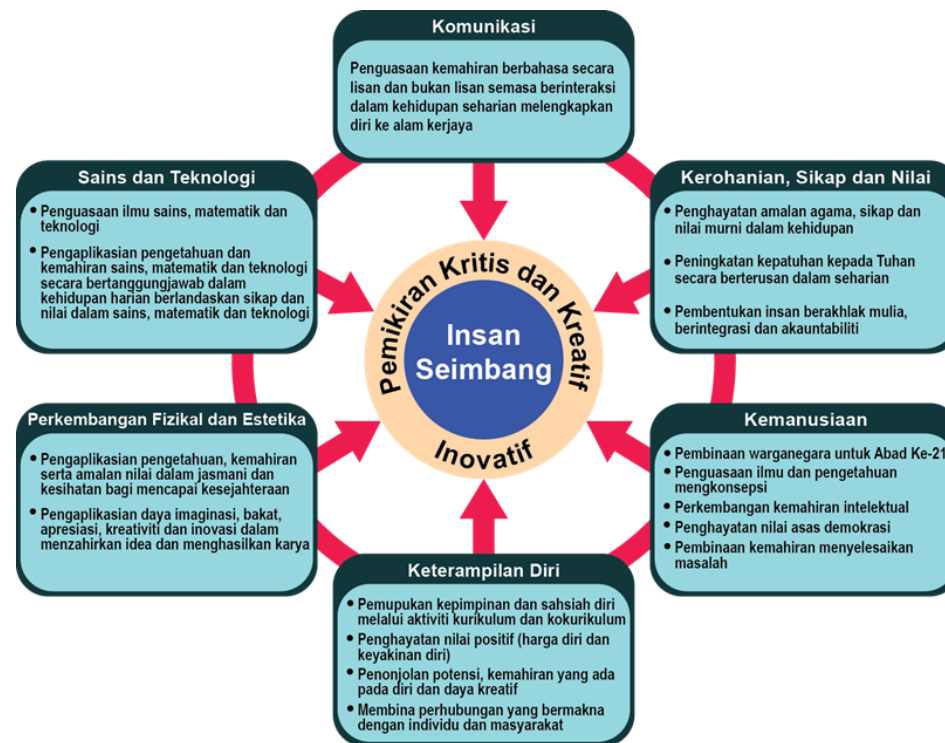 Komunikasi
Penguasaan kemahiran berbahasa secara
lisan dan bukan lisan semasa berinteraksi
dalam kehidupan seharian melengkapkan
diri ke alam kerjaya
Sains dan Teknologi
• Penguasaan ilmu sains, matematik dan
teknologi
• Pengaplikasian pengetahuan dan
kemahiran sains, matematik dan teknologi
secara bertanggungjawab dalam
kehidupan harian berlandaskan sikap dan
nilai dalam sains, matematik dan teknologi
Kerohanian, Sikap dan Nilai
• Penghayatan amalan agama, sikap dan
nilai murni dalam kehidupan
• Peningkatan kepatuhan kepada Tuhan
secara berterusan dalam seharian
• Pembentukan insan berakhlak mulia,
berintegrasi dan akauntabiliti
Pemikiran Kritis dan Kreatif
Insan
Seimbang
Inovatif
Perkembangan Fizikal dan Estetika
• Pengaplikasian pengetahuan, kemahiran
serta amalan nilai dalam jasmani dan
kesihatan bagi mencapai kesejahteraan
• Pengaplikasian daya imaginasi, bakat,
apresiasi, kreativiti dan inovasi dalam
menzahirkan idea dan menghasilkan karya
Kemanusiaan
• Pembinaan warganegara untuk Abad Ke-21
• Penguasaan ilmu dan pengetahuan
mengkonsepsi
• Perkembangan kemahiran intelektual
• Penghayatan nilai asas demokrasi
• Pembinaan kemahiran menyelesaikan
masalah
Keterampilan Diri
• Pemupukan kepimpinan dan sahsiah diri
melalui aktiviti kurikulum dan kokurikulum
• Penghayatan nilai positif (harga diri dan
keyakinan diri)
• Penonjolan potensi, kemahiran yang ada
pada diri dan daya kreatif
• Membina perhubungan yang bermakna
dengan individu dan masyarakat